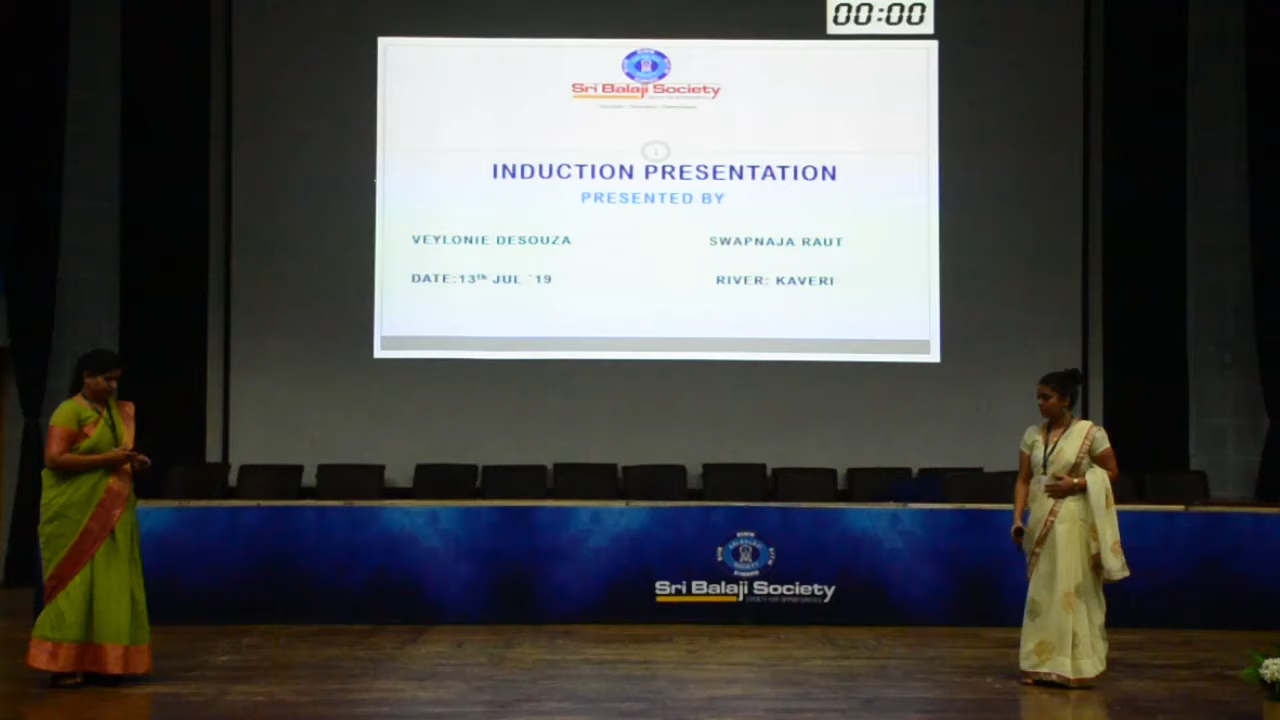 00:00
Sri Balaji Society
1
INDUCTION PRESENTATION
PRESENTED BY
VEYLONIE DESOUZA
SWAPNAJA RAUT
DATE:13th JUL '19
RIVER: KAVERI
Sri Balaji Society